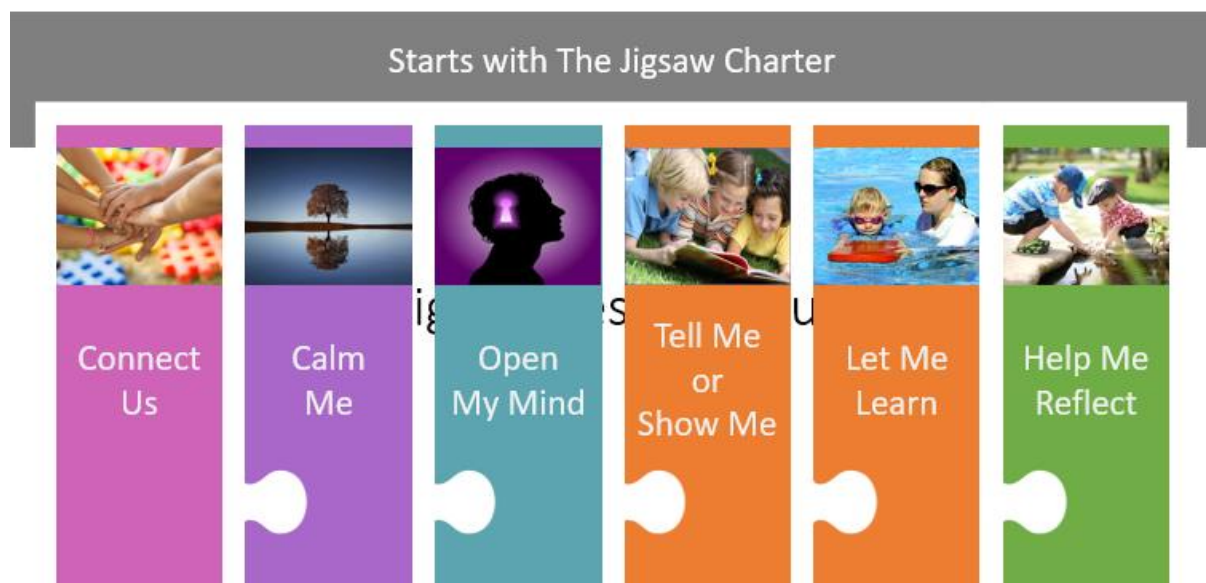 Starts with The Jigsaw Charter
Connect
Us
Calm
Me
Open
My Mind
Tell Me
or
Show Me
Let Me
Learn
Help Me
Reflect